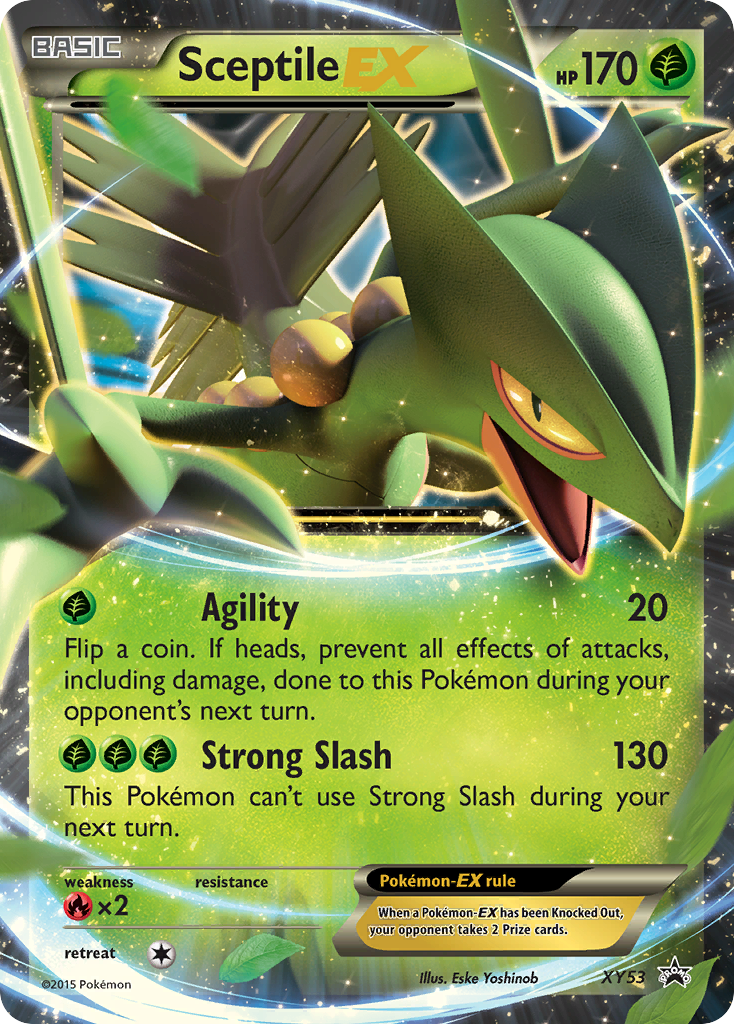 BASIC
Sceptile EX
HP 170
Agility 20
Flip a coin. If heads, prevent all effects of attacks,
including damage, done to this Pokémon during your
opponent's next turn.
Strong Slash 130
This Pokémon can't use Strong Slash during your
next turn.
weakness resistance
×2
retreat
Pokémon-EX rule
When a Pokémon-EX has been Knocked Out,
your opponent takes 2 Prize cards.
©2015 Pokémon
Illus. Eske Yoshinob
XY53
PROMO